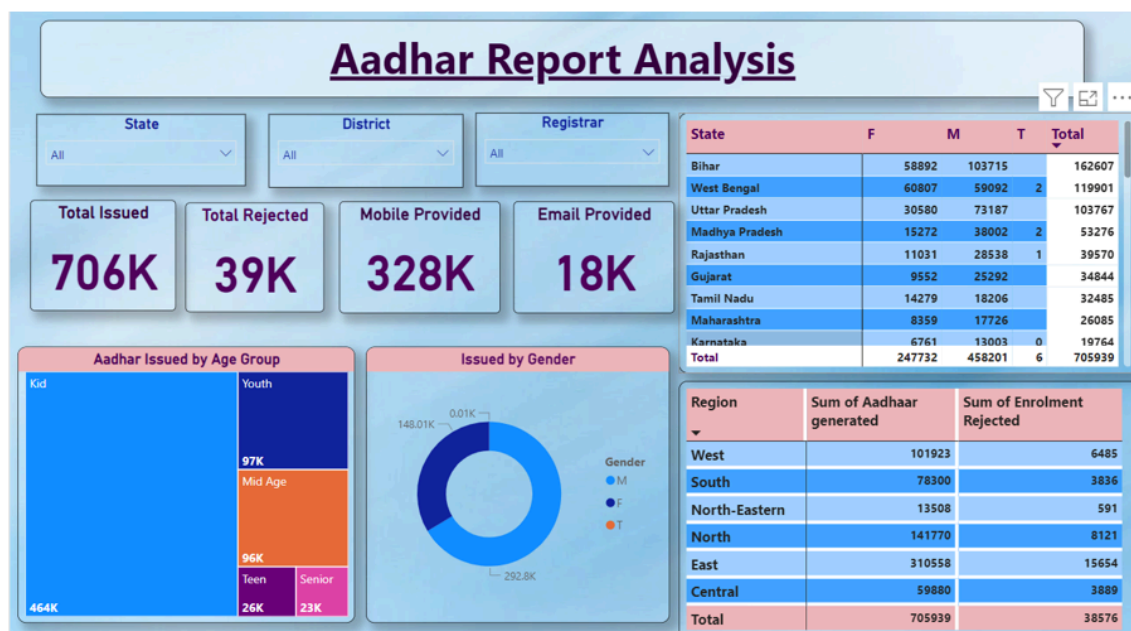 Aadhar Report Analysis
State
All
District
All
Registrar
All
Total Issued
706K
Total Rejected
39K
Mobile Provided
328K
Email Provided
18K
State F M T Total
Bihar 58892 103715 162607
West Bengal 60807 59092 2 119901
Uttar Pradesh 30580 73187 103767
Madhya Pradesh 15272 38002 2 53276
Rajasthan 11031 28538 1 39570
Gujarat 9552 25292 34844
Tamil Nadu 14279 18206 32485
Maharashtra 8359 17726 26085
Karnataka 6761 13003 0 19764
Total 247732 458201 6 705939
Aadhar Issued by Age Group
Kid
464K
Youth
97K
Mid Age
96K
Teen
26K
Senior
23K
Issued by Gender
0.01K
148.01K
292.8K
Gender
M
F
T
Region Sum of Aadhaar generated Sum of Enrolment Rejected
West 101923 6485
South 78300 3836
North-Eastern 13508 591
North 141770 8121
East 310558 15654
Central 59880 3889
Total 705939 38576